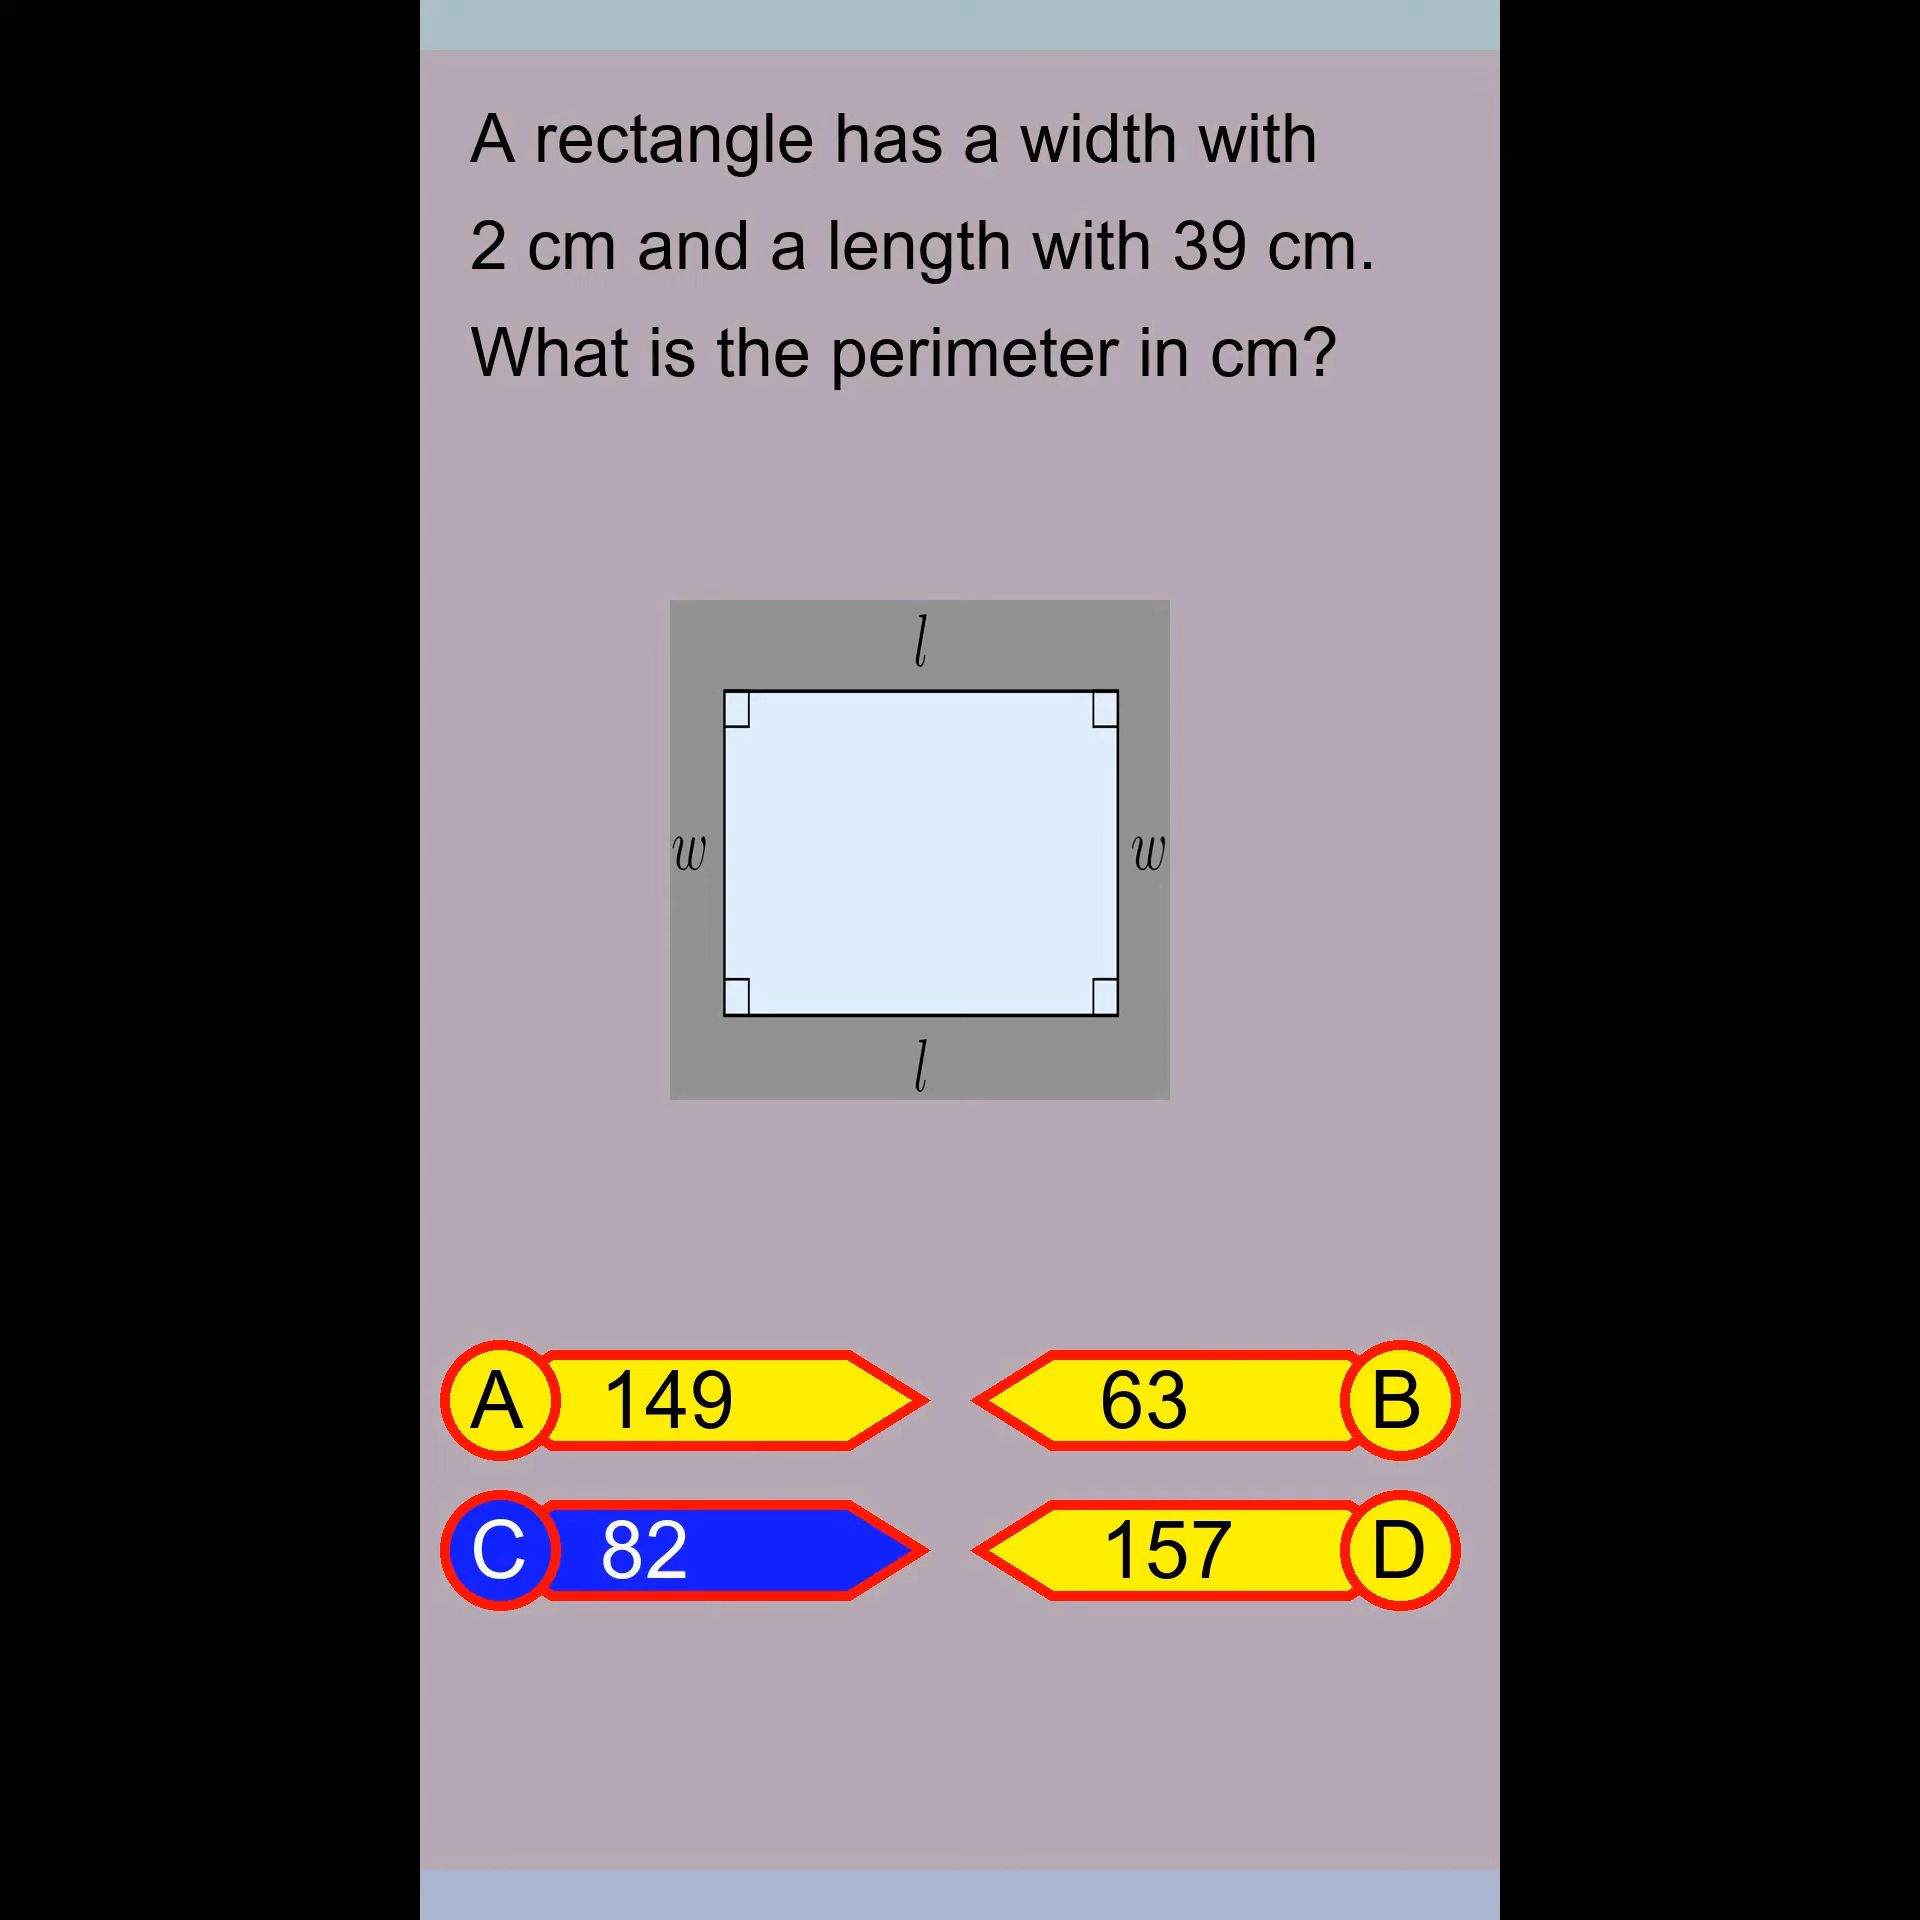 A rectangle has a width with
2 cm and a length with 39 cm.
What is the perimeter in cm?
l
w w
l
A 149 63 B
C 82 157 D